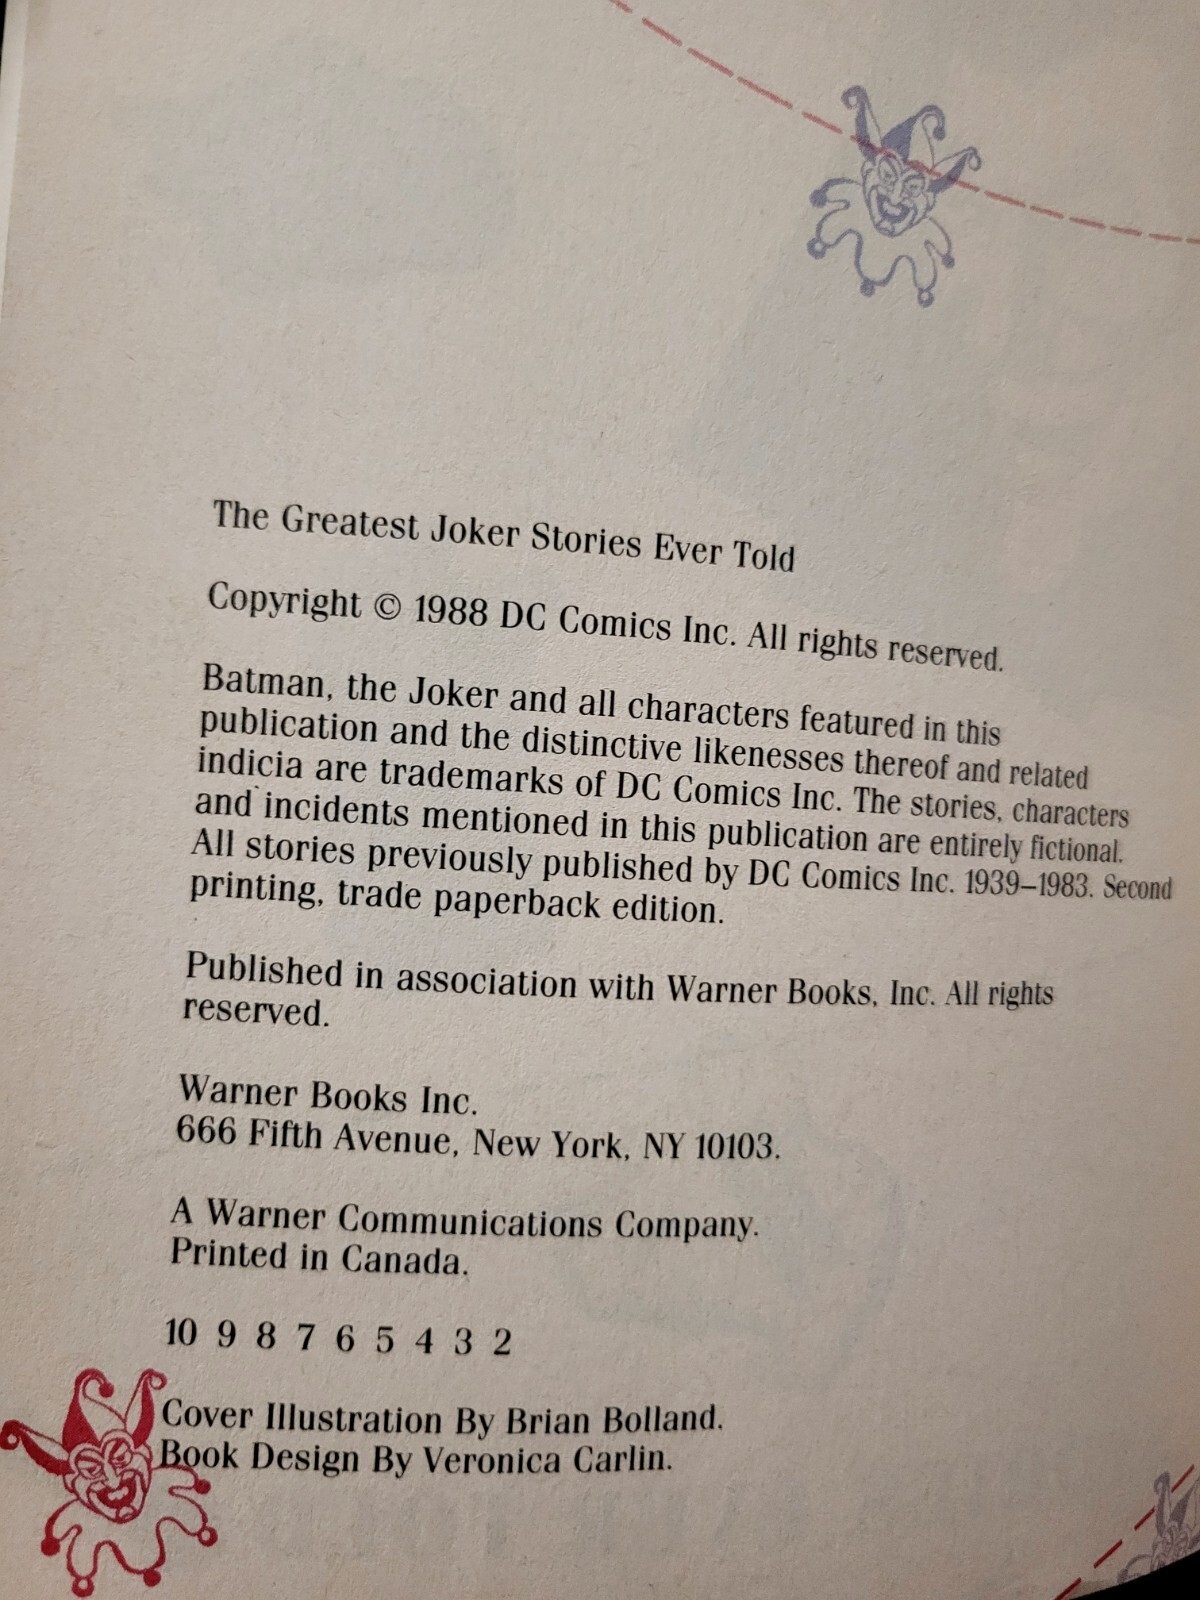 The Greatest Joker Stories Ever Told
Copyright © 1988 DC Comics Inc. All rights reserved.
Batman, the Joker and all characters featured in this
publication and the distinctive likenesses thereof and related
indicia are trademarks of DC Comics Inc. The stories, characters
and incidents mentioned in this publication are entirely fictional.
All stories previously published by DC Comics Inc. 1939–1983. Second
printing, trade paperback edition.
Published in association with Warner Books, Inc. All rights
reserved.
Warner Books Inc.
666 Fifth Avenue, New York, NY 10103.
A Warner Communications Company.
Printed in Canada.
10 9 8 7 6 5 4 3 2
Cover Illustration By Brian Bolland.
Book Design By Veronica Carlin.